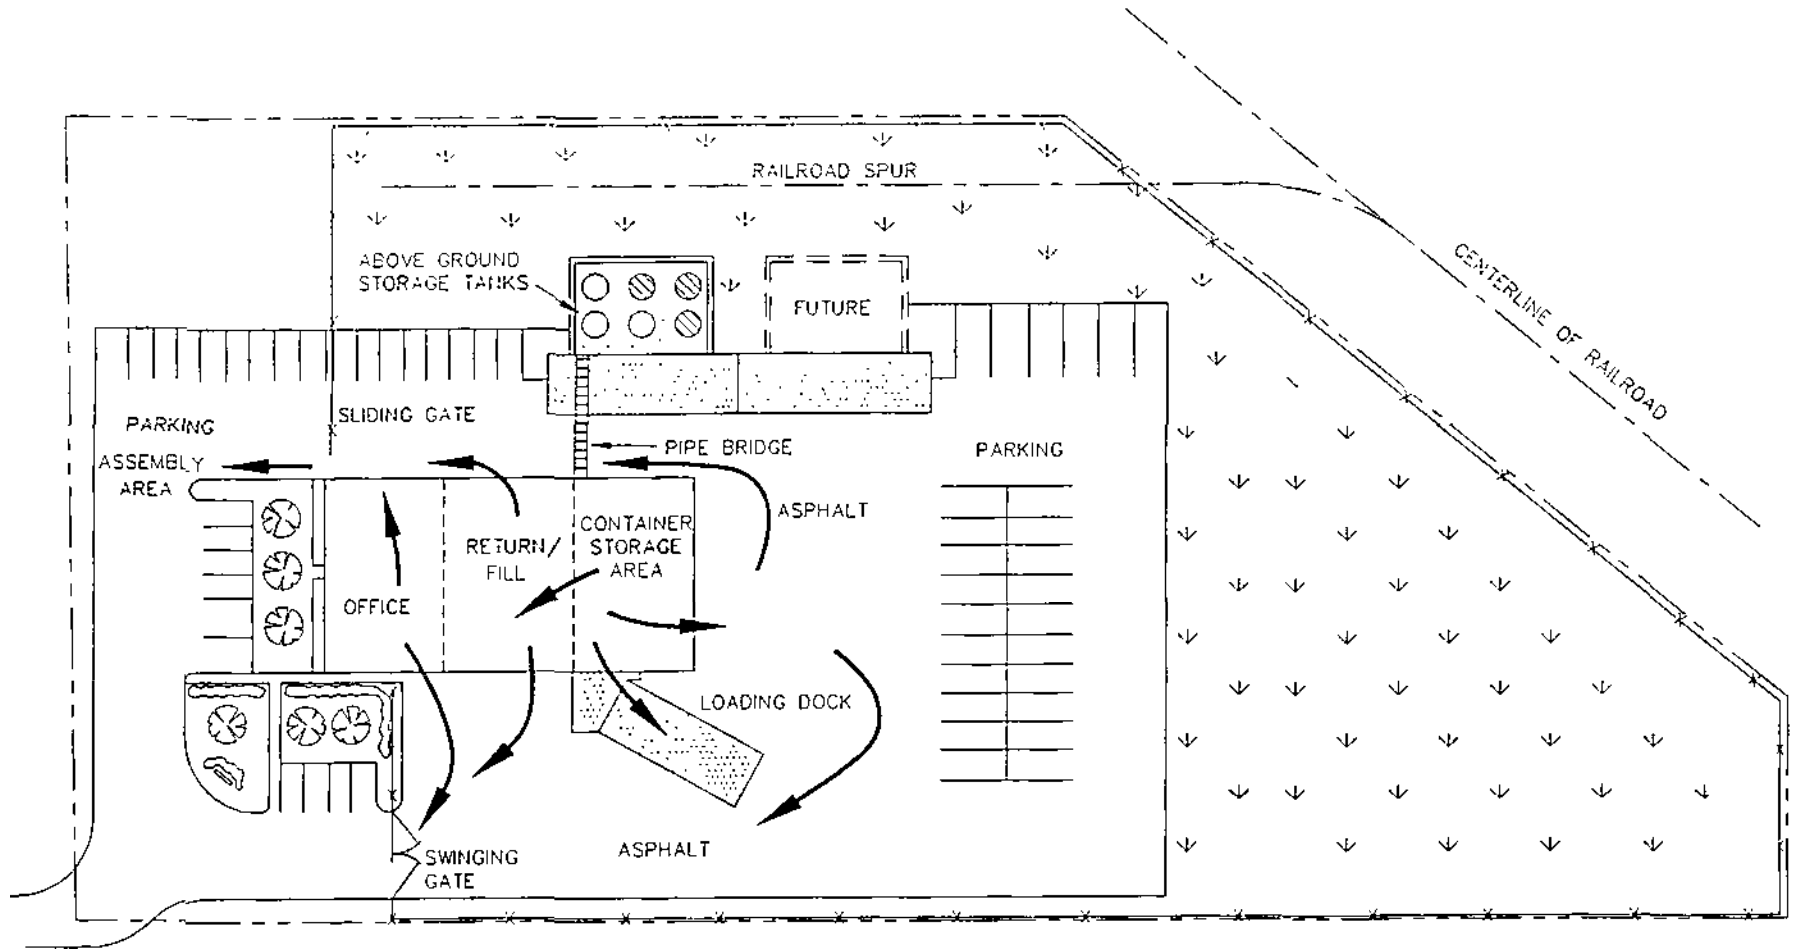 RAILROAD SPUR
ABOVE GROUND
STORAGE TANKS
FUTURE
CENTERLINE OF RAILROAD
PARKING
SLIDING GATE
PIPE BRIDGE
PARKING
ASSEMBLY
AREA
ASPHALT
RETURN/
FILL
CONTAINER
STORAGE
AREA
OFFICE
LOADING DOCK
ASPHALT
SWINGING
GATE